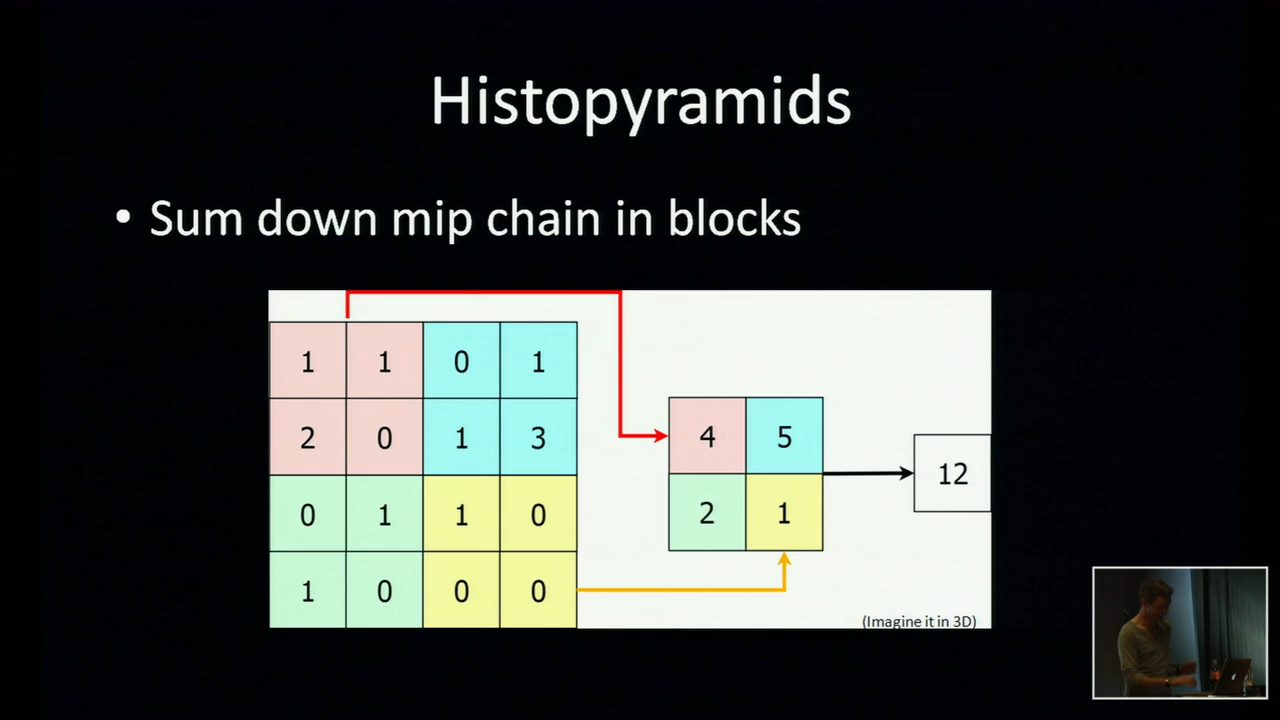 Histopyramids
• Sum down mip chain in blocks
1 1 0 1
2 0 1 3
0 1 1 0
1 0 0 0
4 5
2 1
12
(Imagine it in 3D)